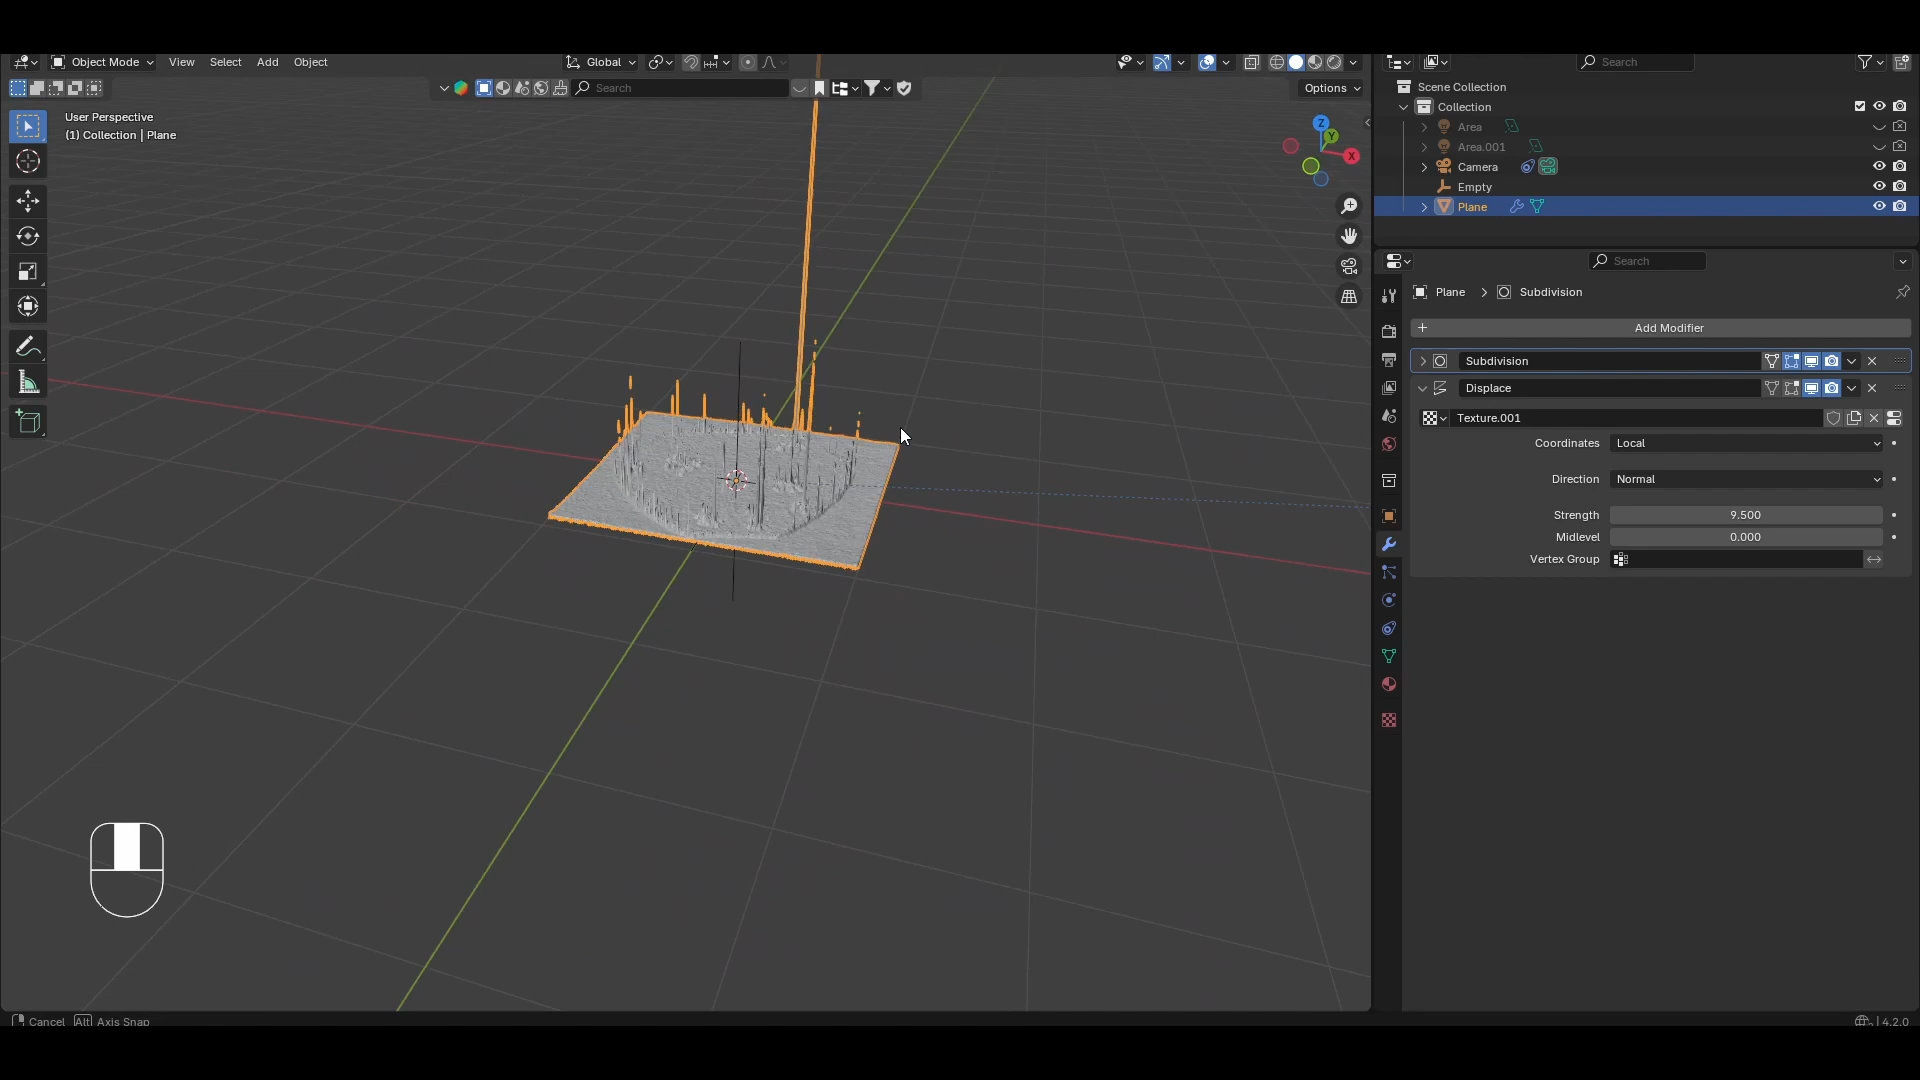 Object Mode View Select Add Object Global
Search Options
User Perspective
(1) Collection | Plane
Z
Y
X
Search
Scene Collection
Collection
Area
Area.001
Camera
Empty
Plane
Search
Plane > Subdivision
+ Add Modifier
Subdivision
Displace
Texture.001
Coordinates Local
Direction Normal
Strength 9.500
Midlevel 0.000
Vertex Group
Cancel Alt Axis Snap
4.2.0